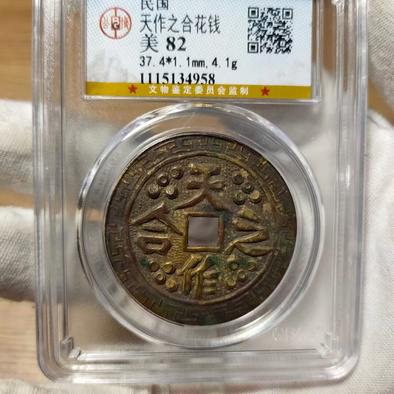 民国
天作之合花钱
美 82
37.4*1.1mm,4.1g
1115134958
★ 文物鉴定委员会监制 ★
天作之合